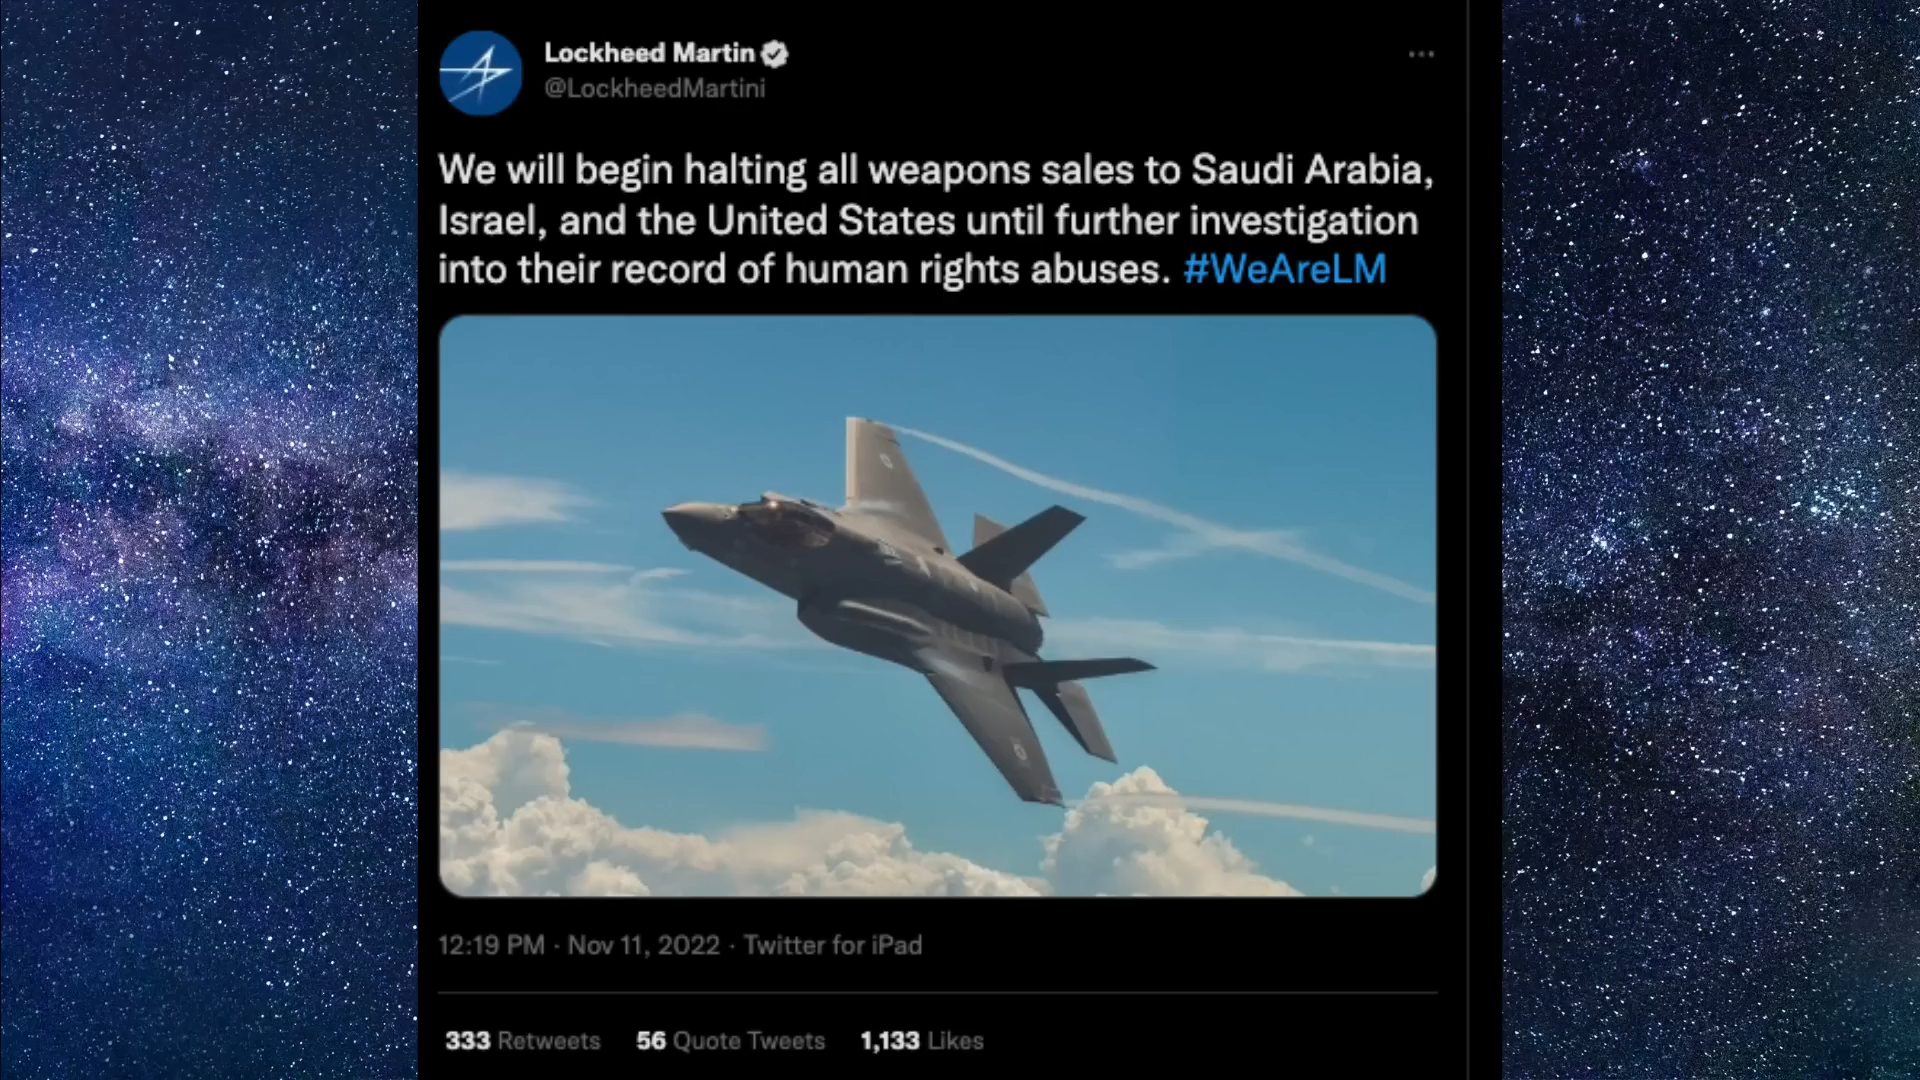 Lockheed Martin
@LockheedMartini
We will begin halting all weapons sales to Saudi Arabia,
Israel, and the United States until further investigation
into their record of human rights abuses. #WeAreLM
12:19 PM · Nov 11, 2022 · Twitter for iPad
333 Retweets 56 Quote Tweets 1,133 Likes